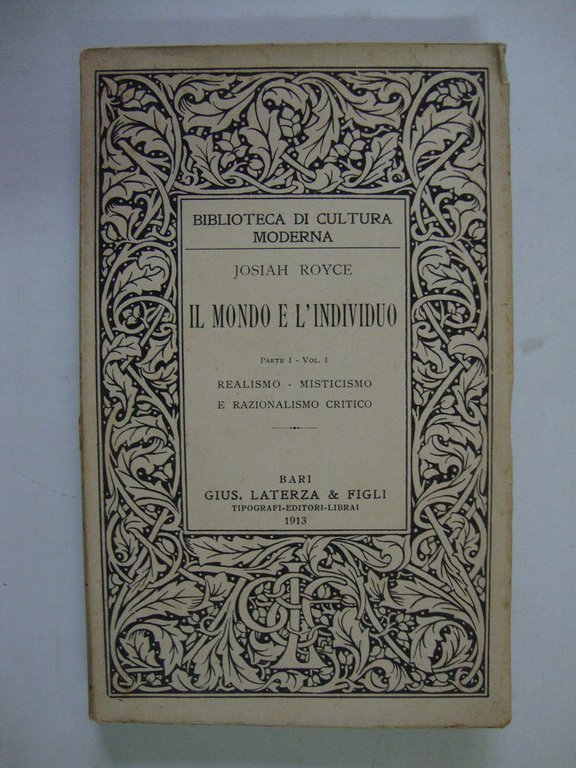 BIBLIOTECA DI CULTURA
MODERNA
JOSIAH ROYCE
IL MONDO E L'INDIVIDUO
PARTE I - VOL. I
REALISMO - MISTICISMO
E RAZIONALISMO CRITICO
BARI
GIUS. LATERZA & FIGLI
TIPOGRAFI-EDITORI-LIBRAI
1913